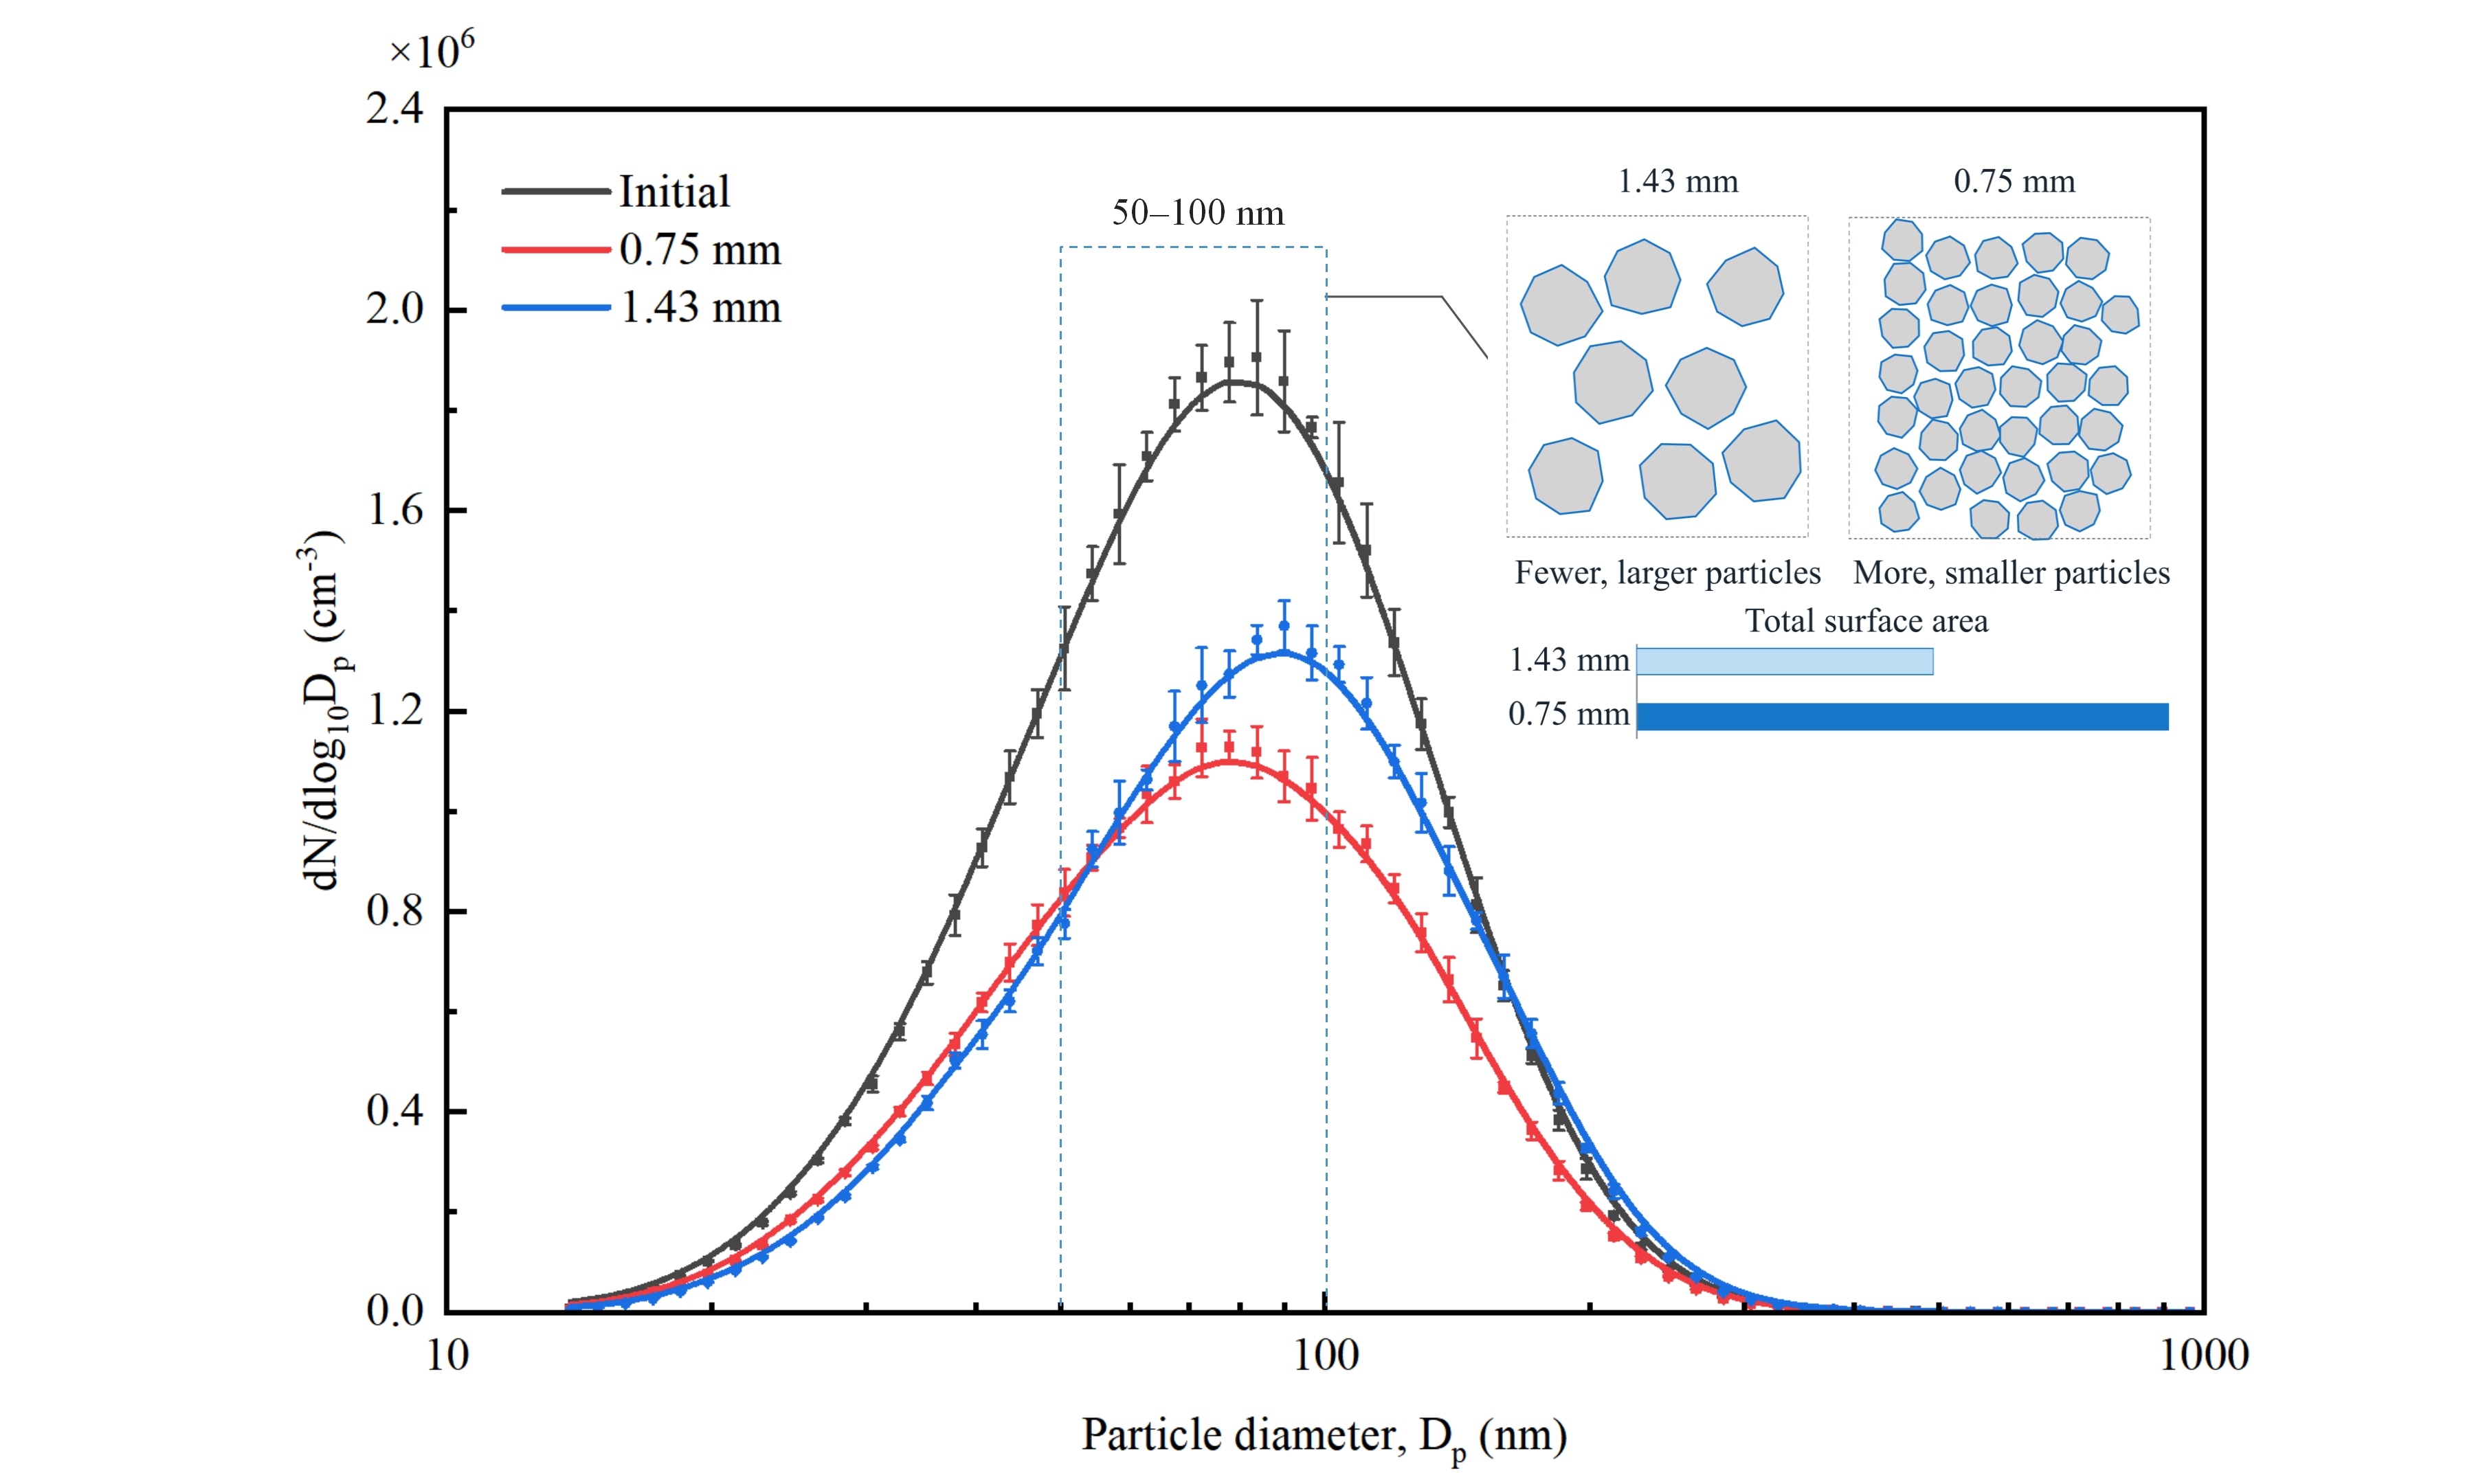 ×10⁶
2.4
2.0
1.6
1.2
0.8
0.4
0.0
dN/dlog₁₀Dₚ (cm⁻³)
Initial
0.75 mm
1.43 mm
50–100 nm
1.43 mm 0.75 mm
Fewer, larger particles More, smaller particles
Total surface area
1.43 mm
0.75 mm
10 100 1000
Particle diameter, Dₚ (nm)